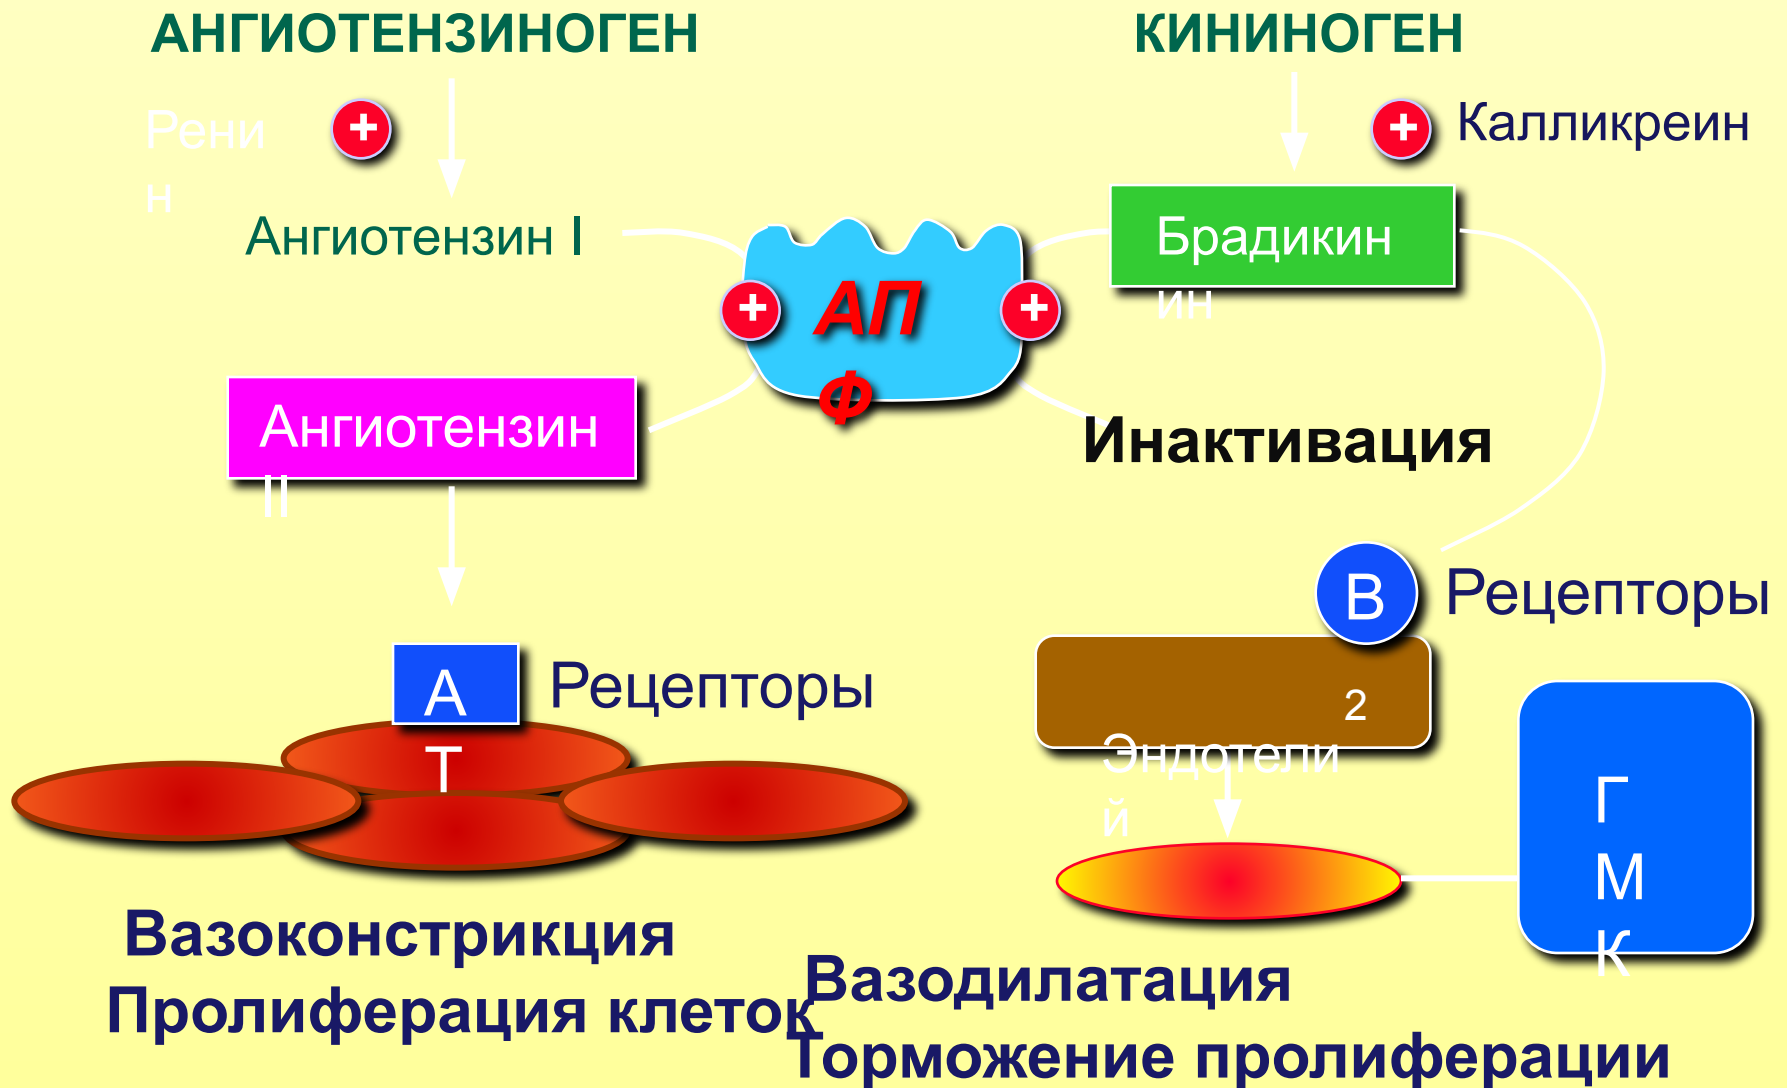 АНГИОТЕНЗИНОГЕН
КИНИНОГЕН
Рени
н
+
+
Калликреин
Ангиотензин I
Брадикин
ин
+
АП
Ф
+
Ангиотензин
II
Инактивация
В
Рецепторы
2
А
Т
Рецепторы
Эндотели
й
Г
М
К
Вазоконстрикция
Пролиферация клеток
Вазодилатация
Торможение пролиферации